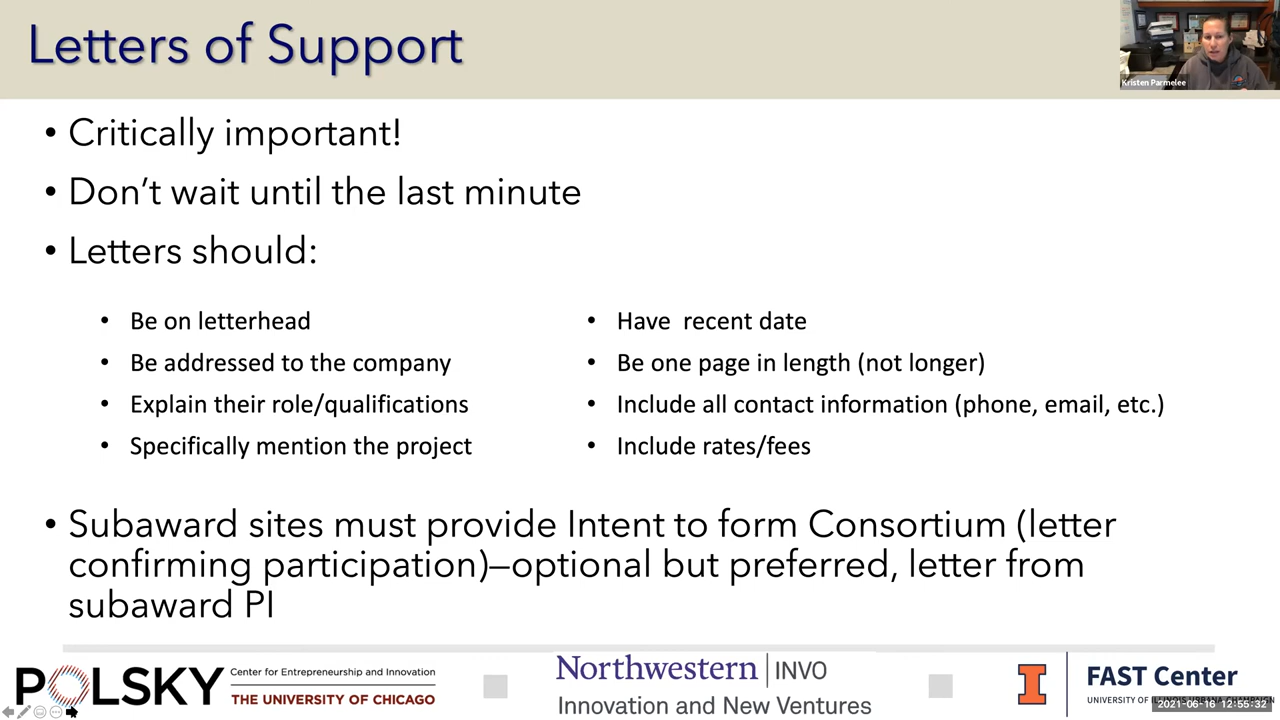 Letters of Support
Kristen Parmelee
• Critically important!
• Don't wait until the last minute
• Letters should:
• Be on letterhead
• Be addressed to the company
• Explain their role/qualifications
• Specifically mention the project
• Have recent date
• Be one page in length (not longer)
• Include all contact information (phone, email, etc.)
• Include rates/fees
• Subaward sites must provide Intent to form Consortium (letter
confirming participation)—optional but preferred, letter from
subaward PI
POLSKY
Center for Entrepreneurship and Innovation
THE UNIVERSITY OF CHICAGO
Northwestern | INVO
Innovation and New Ventures
I
FAST Center
UNIVERSITY OF ILLINOIS URBANA-CHAMPAIGN
2021-06-16 12:55:32